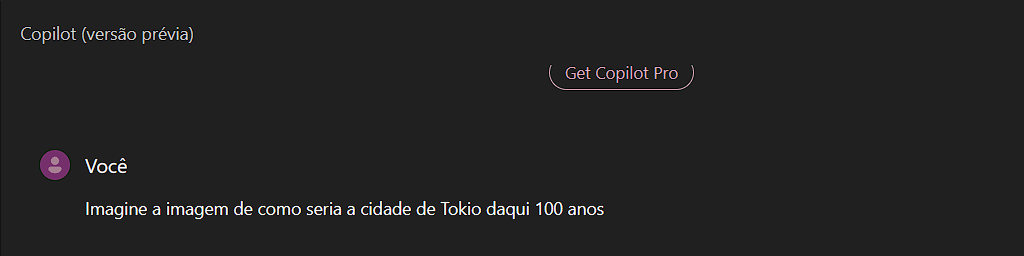 Copilot (versão prévia)
Get Copilot Pro
Você
Imagine a imagem de como seria a cidade de Tokio daqui 100 anos